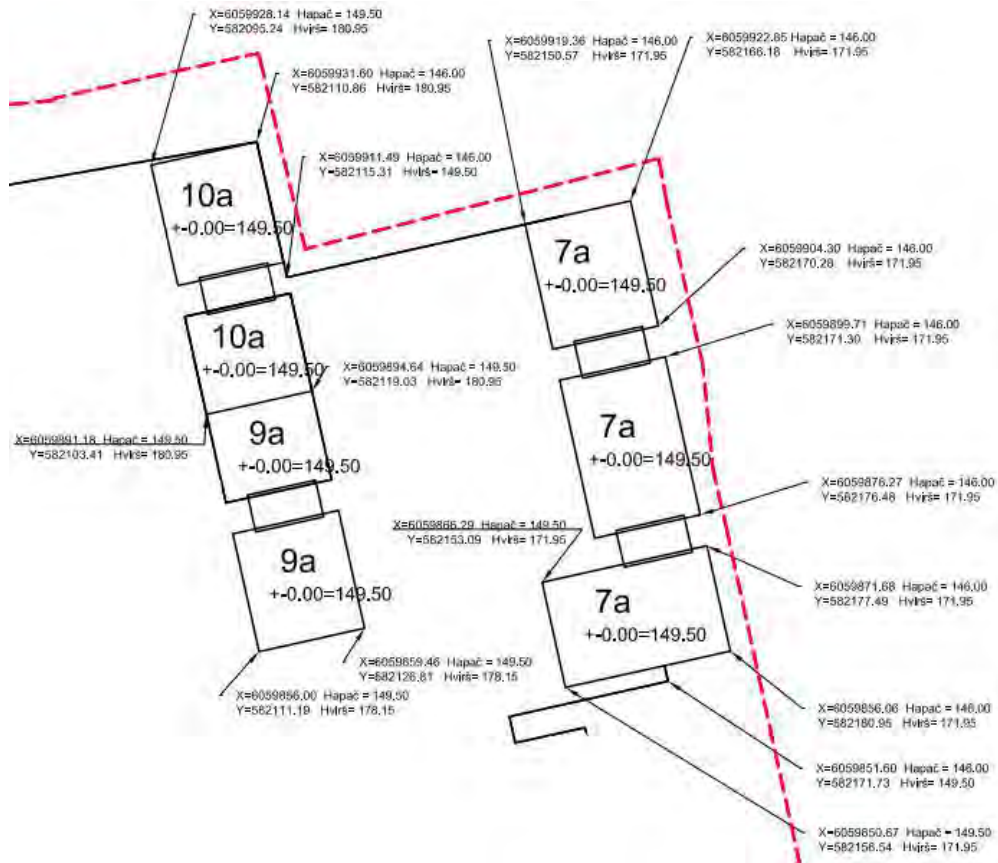 X=6059928.14 Hapač = 149.50
Y=582095.24 Hvirš= 180.95
X=6059919.36 Hapač = 146.00
Y=582150.57 Hvirš= 171.95
X=6059922.85 Hapač = 146.00
Y=582166.18 Hvirš= 171.95
X=6059931.60 Hapač = 146.00
Y=582110.86 Hvirš= 180.95
X=6059911.49 Hapač = 146.00
Y=582115.31 Hvirš= 149.50
10a
+-0.00=149.50
7a
+-0.00=149.50
X=6059904.30 Hapač = 146.00
Y=582170.28 Hvirš= 171.95
10a
+-0.00=149.50
X=6059899.71 Hapač = 146.00
Y=582171.30 Hvirš= 171.95
X=6059894.64 Hapač = 149.50
Y=582119.03 Hvirš= 180.95
X=6059891.18 Hapač = 149.50
Y=582103.41 Hvirš= 180.95
9a
+-0.00=149.50
7a
+-0.00=149.50
X=6059878.27 Hapač = 146.00
Y=582176.48 Hvirš= 171.95
X=6059866.29 Hapač = 149.50
Y=582153.09 Hvirš= 171.95
9a
+-0.00=149.50
X=6059871.68 Hapač = 146.00
Y=582177.49 Hvirš= 171.95
7a
+-0.00=149.50
X=6059859.46 Hapač = 149.50
Y=582126.81 Hvirš= 178.15
X=6059856.00 Hapač = 149.50
Y=582111.19 Hvirš= 178.15
X=6059856.06 Hapač = 146.00
Y=582180.95 Hvirš= 171.95
X=6059851.60 Hapač = 146.00
Y=582171.73 Hvirš= 149.50
X=6059850.67 Hapač = 149.50
Y=582156.54 Hvirš= 171.95